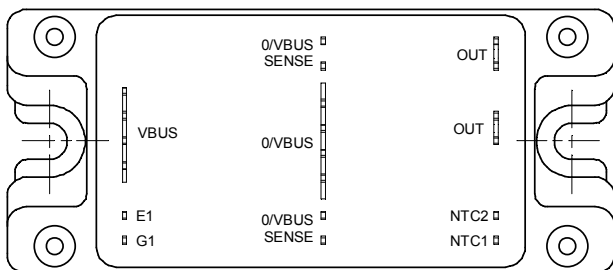 0/VBUS
SENSE
OUT
VBUS
0/VBUS
OUT
E1
0/VBUS
SENSE
NTC2
G1
NTC1